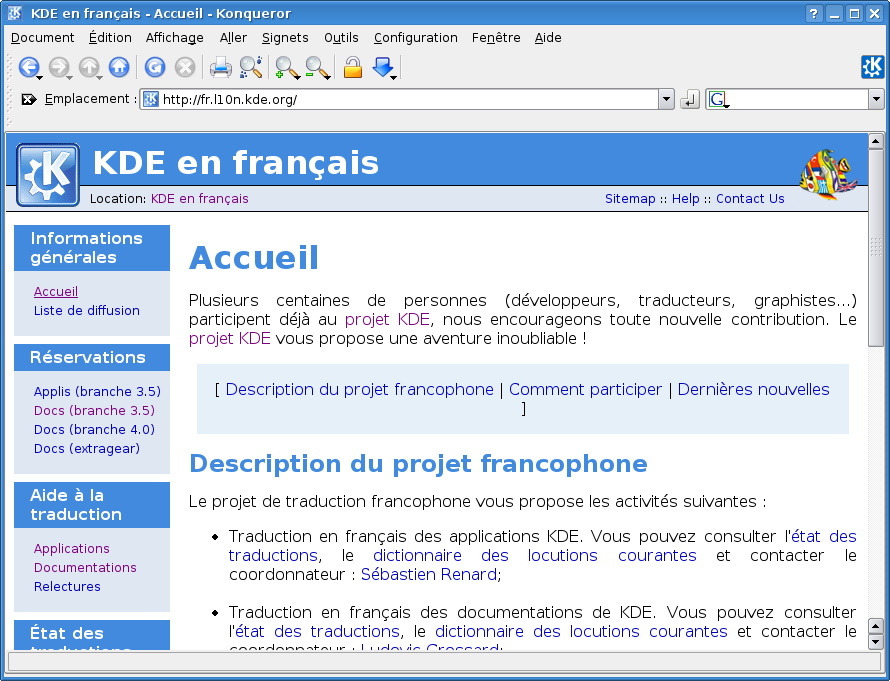 KDE en français - Accueil - Konqueror
Document Édition Affichage Aller Signets Outils Configuration Fenêtre Aide
Emplacement : http://fr.l10n.kde.org/
KDE en français
Location: KDE en français
Sitemap :: Help :: Contact Us
Informations
générales
Accueil
Liste de diffusion
Réservations
Applis (branche 3.5)
Docs (branche 3.5)
Docs (branche 4.0)
Docs (extragear)
Aide à la
traduction
Applications
Documentations
Relectures
État des
traductions
Accueil
Plusieurs centaines de personnes (développeurs, traducteurs, graphistes...)
participent déjà au projet KDE, nous encourageons toute nouvelle contribution. Le
projet KDE vous propose une aventure inoubliable !
[ Description du projet francophone | Comment participer | Dernières nouvelles
]
Description du projet francophone
Le projet de traduction francophone vous propose les activités suivantes :
Traduction en français des applications KDE. Vous pouvez consulter l'état des
traductions, le dictionnaire des locutions courantes et contacter le
coordonnateur : Sébastien Renard;
Traduction en français des documentations de KDE. Vous pouvez consulter
l'état des traductions, le dictionnaire des locutions courantes et contacter le
coordonnateur : Ludovic Grossard;